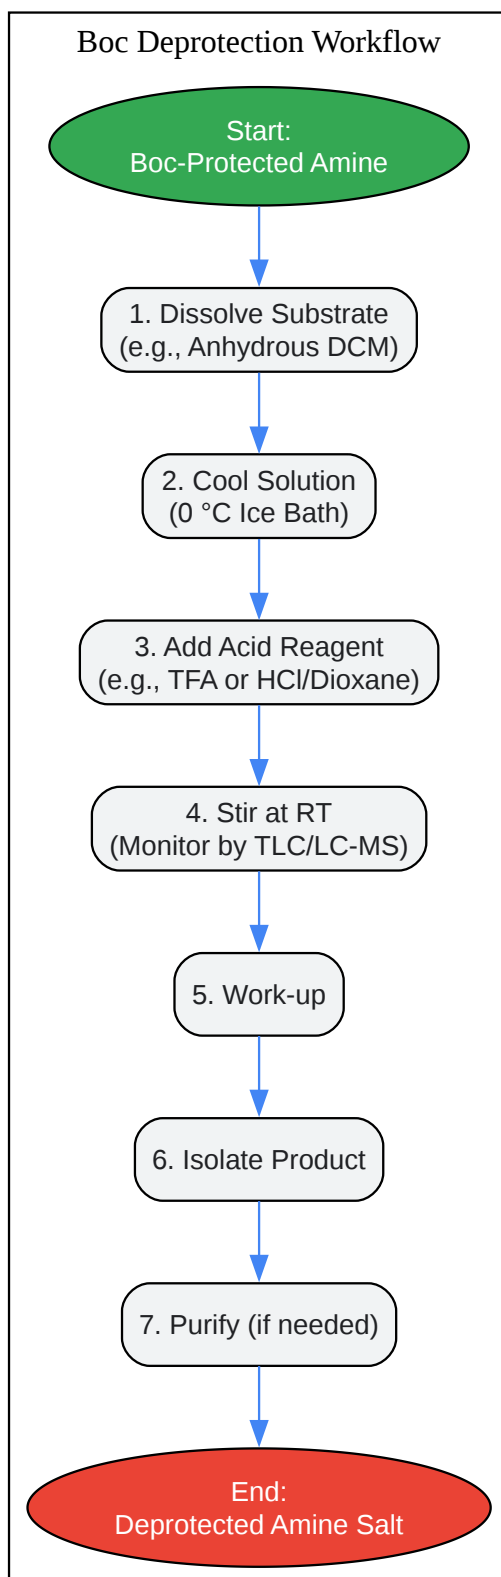 Boc Deprotection Workflow
Start:
Boc-Protected Amine
1. Dissolve Substrate
(e.g., Anhydrous DCM)
2. Cool Solution
(0 °C Ice Bath)
3. Add Acid Reagent
(e.g., TFA or HCl/Dioxane)
4. Stir at RT
(Monitor by TLC/LC-MS)
5. Work-up
6. Isolate Product
7. Purify (if needed)
End:
Deprotected Amine Salt